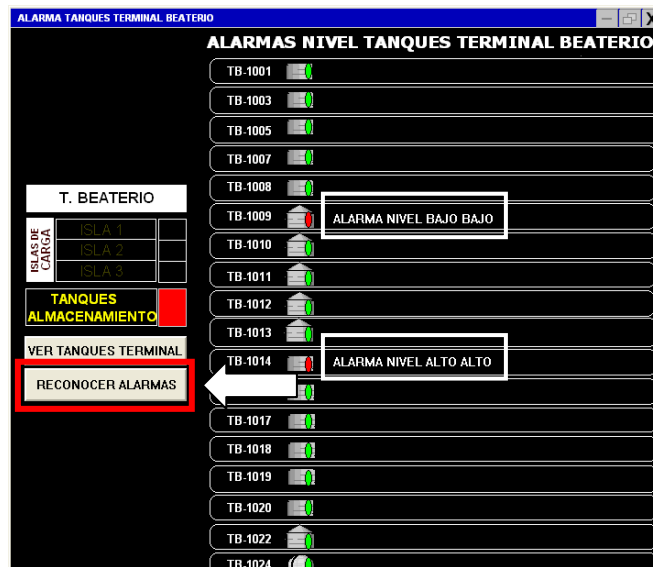 ALARMA TANQUES TERMINAL BEATERIO
ALARMAS NIVEL TANQUES TERMINAL BEATERIO
TB-1001
TB-1003
TB-1005
TB-1007
TB-1008
TB-1009 ALARMA NIVEL BAJO BAJO
TB-1010
TB-1011
TB-1012
TB-1013
TB-1014 ALARMA NIVEL ALTO ALTO
TB-1017
TB-1018
TB-1019
TB-1020
TB-1022
TB-1024
T. BEATERIO
ISLAS DE
CARGA
ISLA 1
ISLA 2
ISLA 3
TANQUES
ALMACENAMIENTO
VER TANQUES TERMINAL
RECONOCER ALARMAS